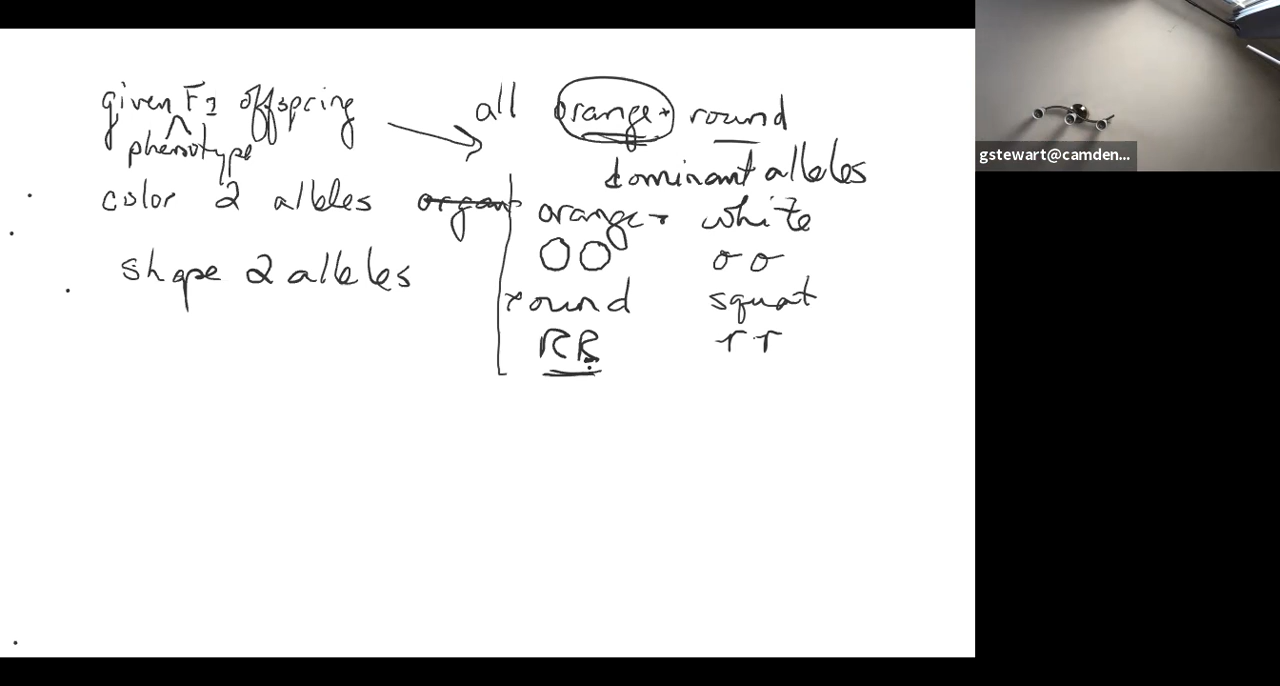 given F1 offspring all orange + round
phenotype
dominant alleles
color 2 alleles organ orange + white
OO oo
shape 2 alleles
round squat
RR rr
gstewart@camden...